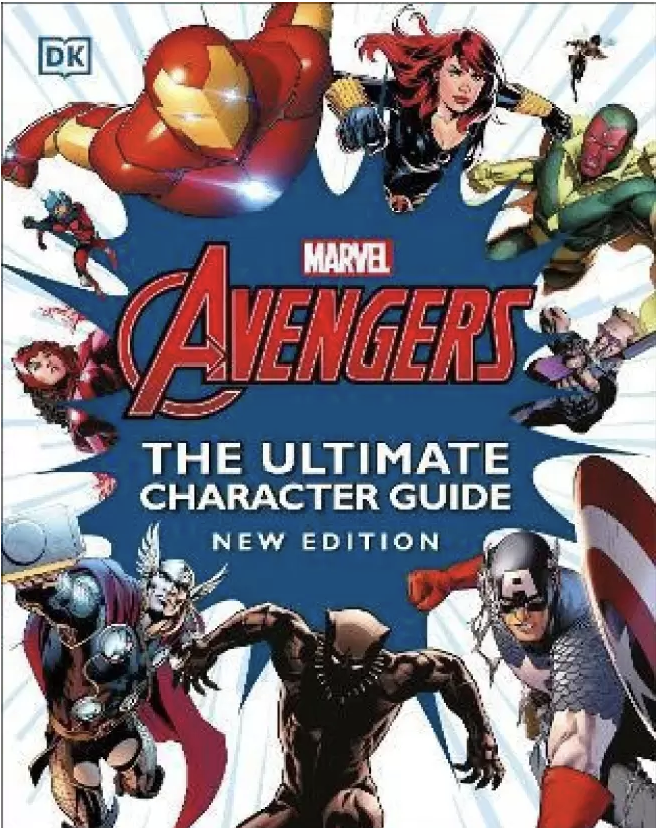 DK
MARVEL
AVENGERS
THE ULTIMATE
CHARACTER GUIDE
NEW EDITION
A